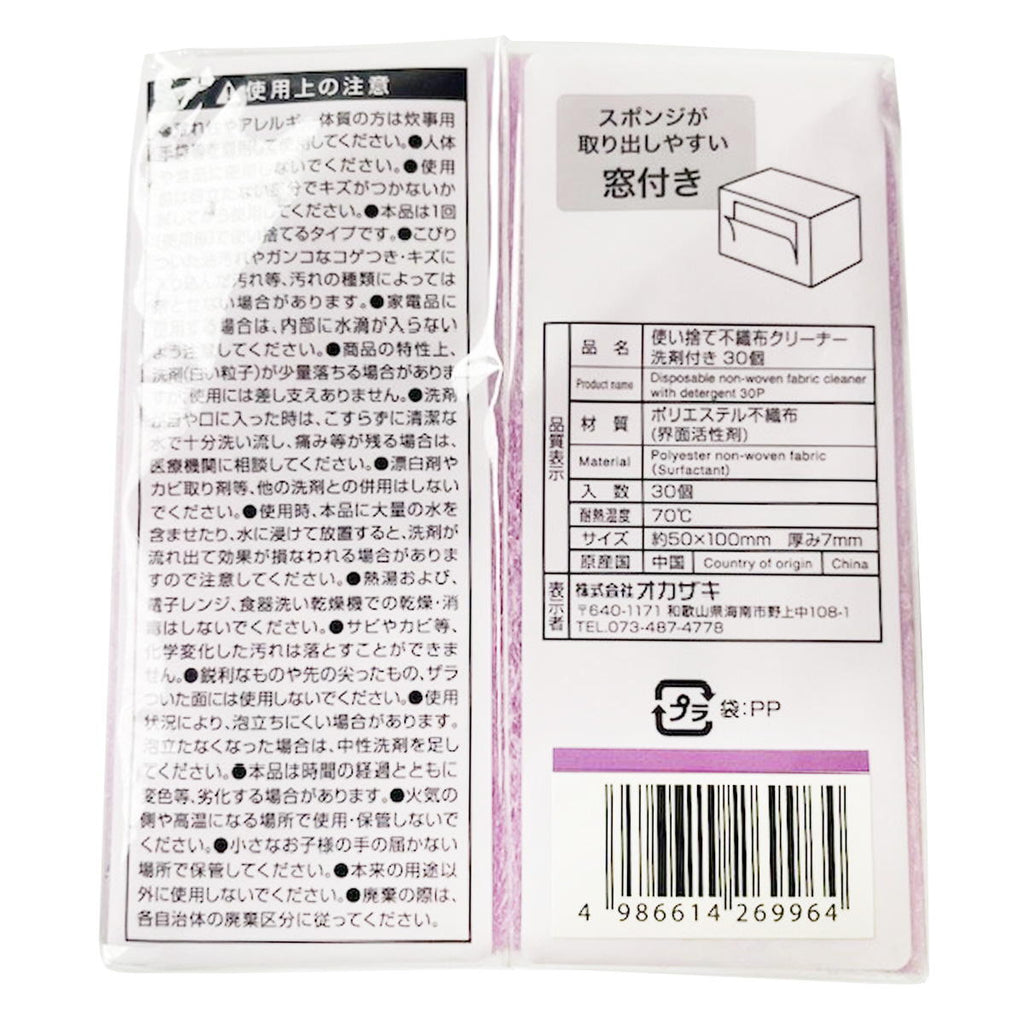 ⚠使用上の注意
やアレルギー体質の方は炊事用
してください。●人体
ないでください。●使用
でキズがつかないか
してください。●本品は1回
捨てるタイプです。●こびり
やガンコなコゲつき・キズに
汚れ等、汚れの種類によっては
ない場合があります。●家電品に
場合は、内部に水滴が入らない
よう注意してください。●商品の特性上、
洗剤(白い粒子)が少量落ちる場合がありま
すが、使用には差し支えありません。●洗剤
が目や口に入った時は、こすらずに清潔な
水で十分洗い流し、痛み等が残る場合は、
医療機関に相談してください。●漂白剤や
カビ取り剤等、他の洗剤との併用はしない
でください。●使用時、本品に大量の水を
含ませたり、水に浸けて放置すると、洗剤が
流れ出て効果が損なわれる場合がありま
すので注意してください。●熱湯および、
電子レンジ、食器洗い乾燥機での乾燥・消
毒はしないでください。●サビやカビ等、
化学変化した汚れは落とすことができま
せん。●鋭利なものや先の尖ったもの、ザラ
ついた面には使用しないでください。●使用
状況により、泡立ちにくい場合があります。
泡立たなくなった場合は、中性洗剤を足し
てください。●本品は時間の経過とともに
変色等、劣化する場合があります。●火気の
側や高温になる場所で使用・保管しないで
ください。●小さなお子様の手の届かない
場所で保管してください。●本来の用途以
外に使用しないでください。●廃棄の際は、
各自治体の廃棄区分に従ってください。
スポンジが
取り出しやすい
窓付き
品質表示
品 名 使い捨て不織布クリーナー
洗剤付き 30個
Product name Disposable non-woven fabric cleaner
with detergent 30P
材 質 ポリエステル不織布
(界面活性剤)
Material Polyester non-woven fabric
(Surfactant)
入 数 30個
耐熱温度 70℃
サイズ 約50×100mm 厚み7mm
原産国 中国 Country of origin China
表示者 株式会社オカザキ
〒640-1171 和歌山県海南市野上中108-1
TEL.073-487-4778
プラ 袋:PP
4 986614 269964